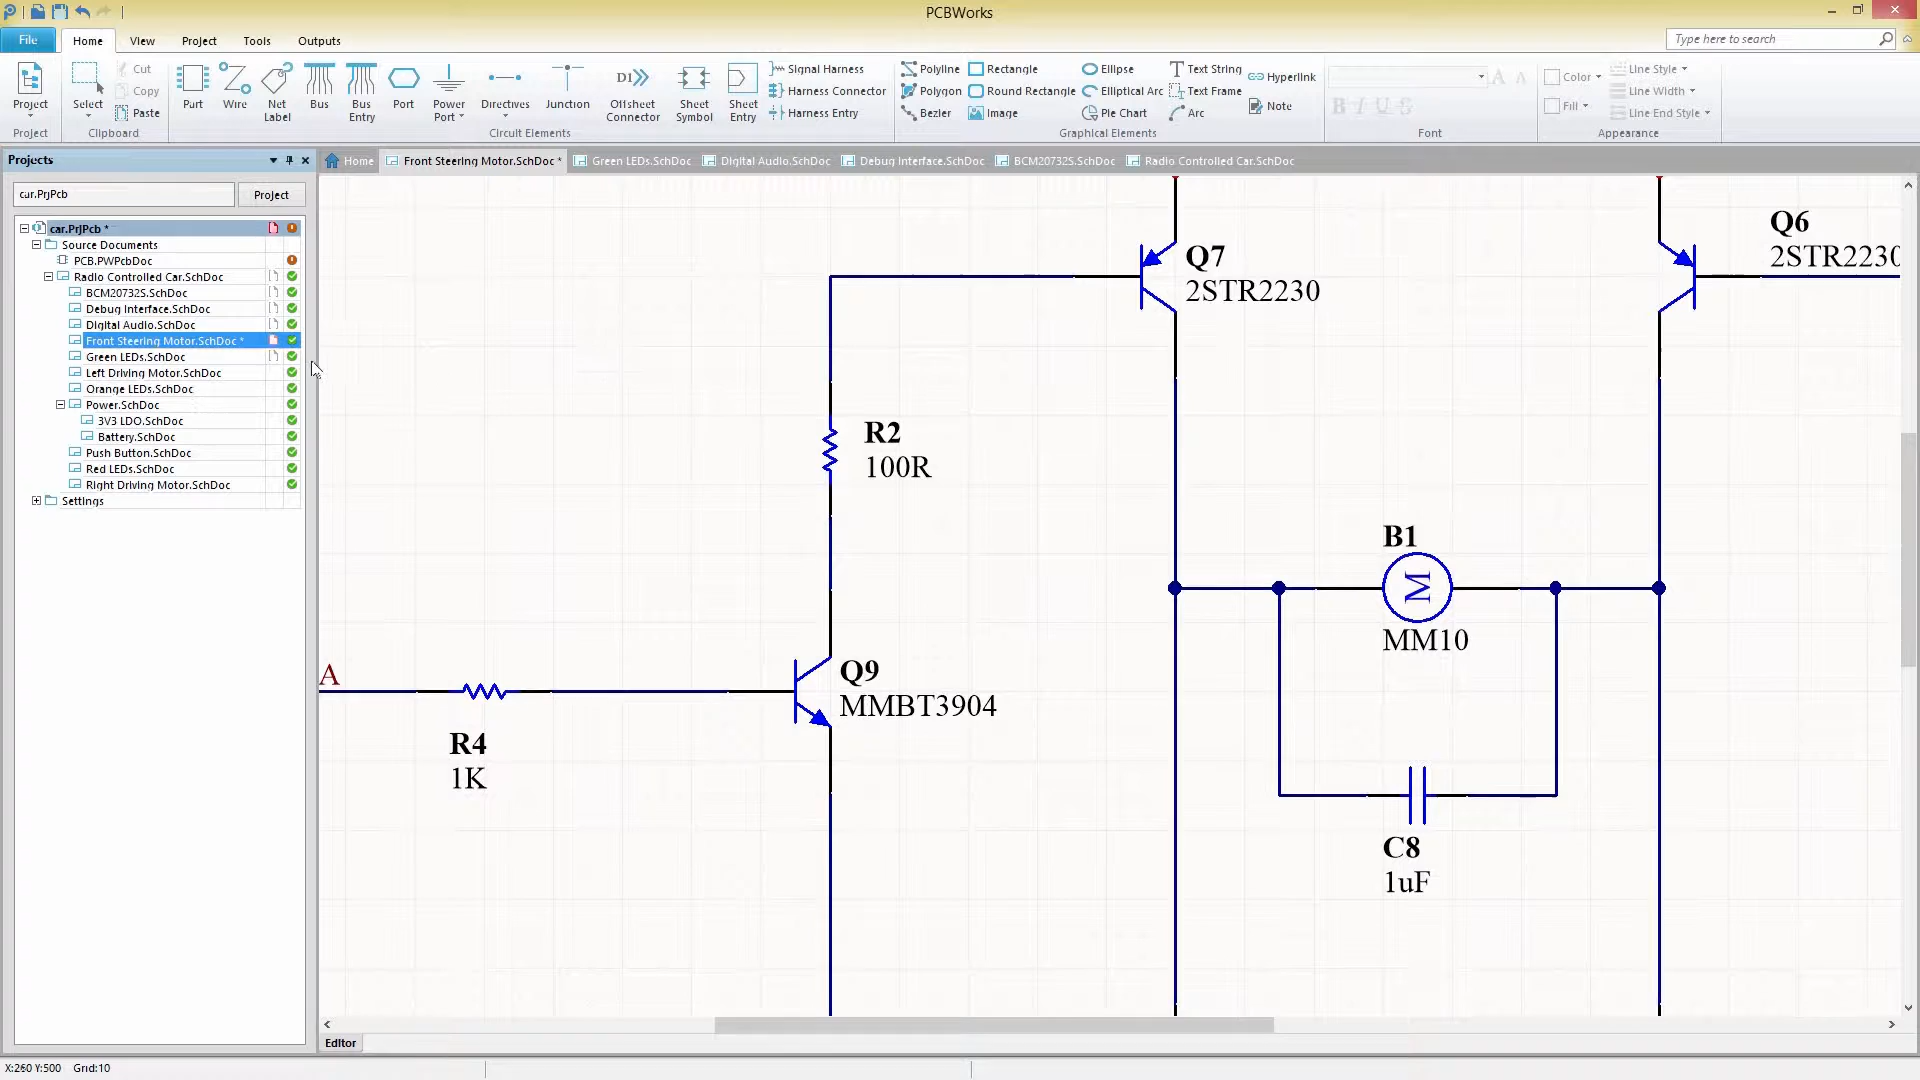 PCBWorks
File Home View Project Tools Outputs
Type here to search
Project
Project
Select
Clipboard
Cut
Copy
Paste
Part
Wire
Net Label
Bus
Bus Entry
Port
Power Port
Directives
Junction
Offsheet Connector
Sheet Symbol
Sheet Entry
Signal Harness
Harness Connector
Harness Entry
Circuit Elements
Polyline
Polygon
Bezier
Rectangle
Round Rectangle
Image
Ellipse
Elliptical Arc
Pie Chart
Text String
Text Frame
Arc
Hyperlink
Note
Graphical Elements
A A
B I U S
Font
Color
Fill
Line Style
Line Width
Line End Style
Appearance
Projects
Home
Front Steering Motor.SchDoc *
Green LEDs.SchDoc
Digital Audio.SchDoc
Debug Interface.SchDoc
BCM20732S.SchDoc
Radio Controlled Car.SchDoc
car.PrjPcb
Project
car.PrjPcb *
Source Documents
PCB.PWPcbDoc
Radio Controlled Car.SchDoc
BCM20732S.SchDoc
Debug Interface.SchDoc
Digital Audio.SchDoc
Front Steering Motor.SchDoc *
Green LEDs.SchDoc
Left Driving Motor.SchDoc
Orange LEDs.SchDoc
Power.SchDoc
3V3 LDO.SchDoc
Battery.SchDoc
Push Button.SchDoc
Red LEDs.SchDoc
Right Driving Motor.SchDoc
Settings
Q7
2STR2230
Q6
2STR2230
R2
100R
B1
M
MM10
A
Q9
MMBT3904
R4
1K
C8
1uF
Editor
X:260 Y:500 Grid:10